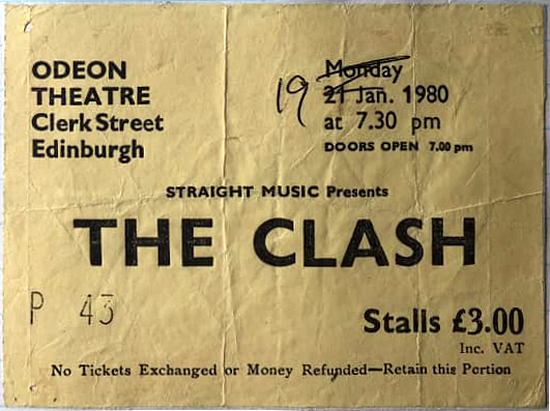 ODEON
THEATRE
Clerk Street
Edinburgh
Monday
19 21 Jan. 1980
at 7.30 pm
DOORS OPEN 7.00 pm
STRAIGHT MUSIC Presents
THE CLASH
P 43
Stalls £3.00
Inc. VAT
No Tickets Exchanged or Money Refunded—Retain this Portion